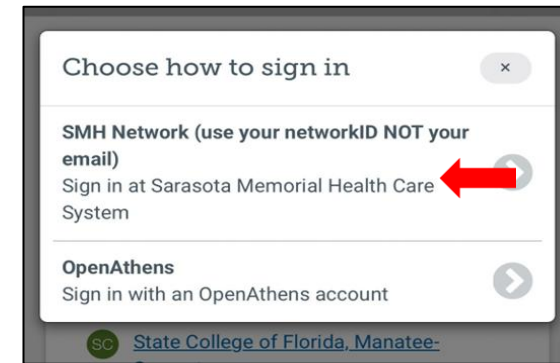 Choose how to sign in
×
SMH Network (use your networkID NOT your
email)
Sign in at Sarasota Memorial Health Care
System
OpenAthens
Sign in with an OpenAthens account
SC State College of Florida, Manatee-